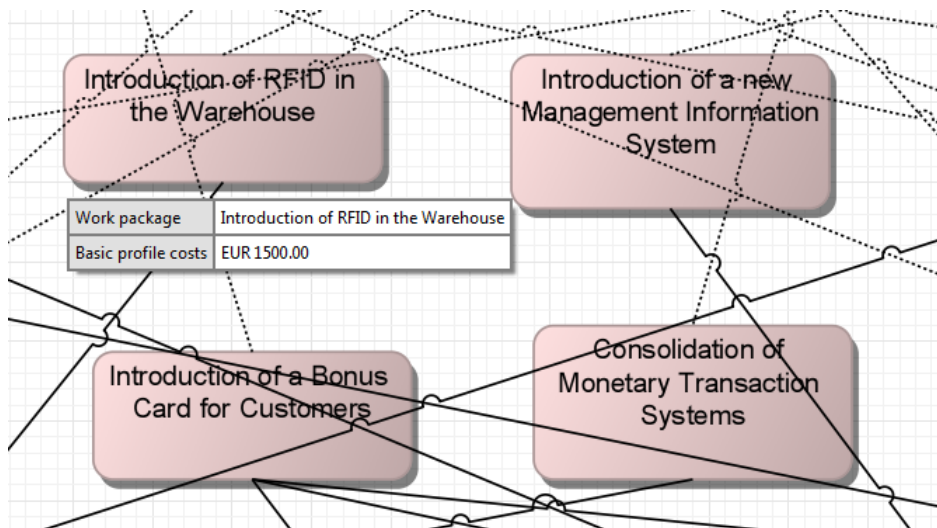 Introduction of RFID in
the Warehouse
Introduction of a new
Management Information
System
Work package Introduction of RFID in the Warehouse
Basic profile costs EUR 1500.00
Introduction of a Bonus
Card for Customers
Consolidation of
Monetary Transaction
Systems